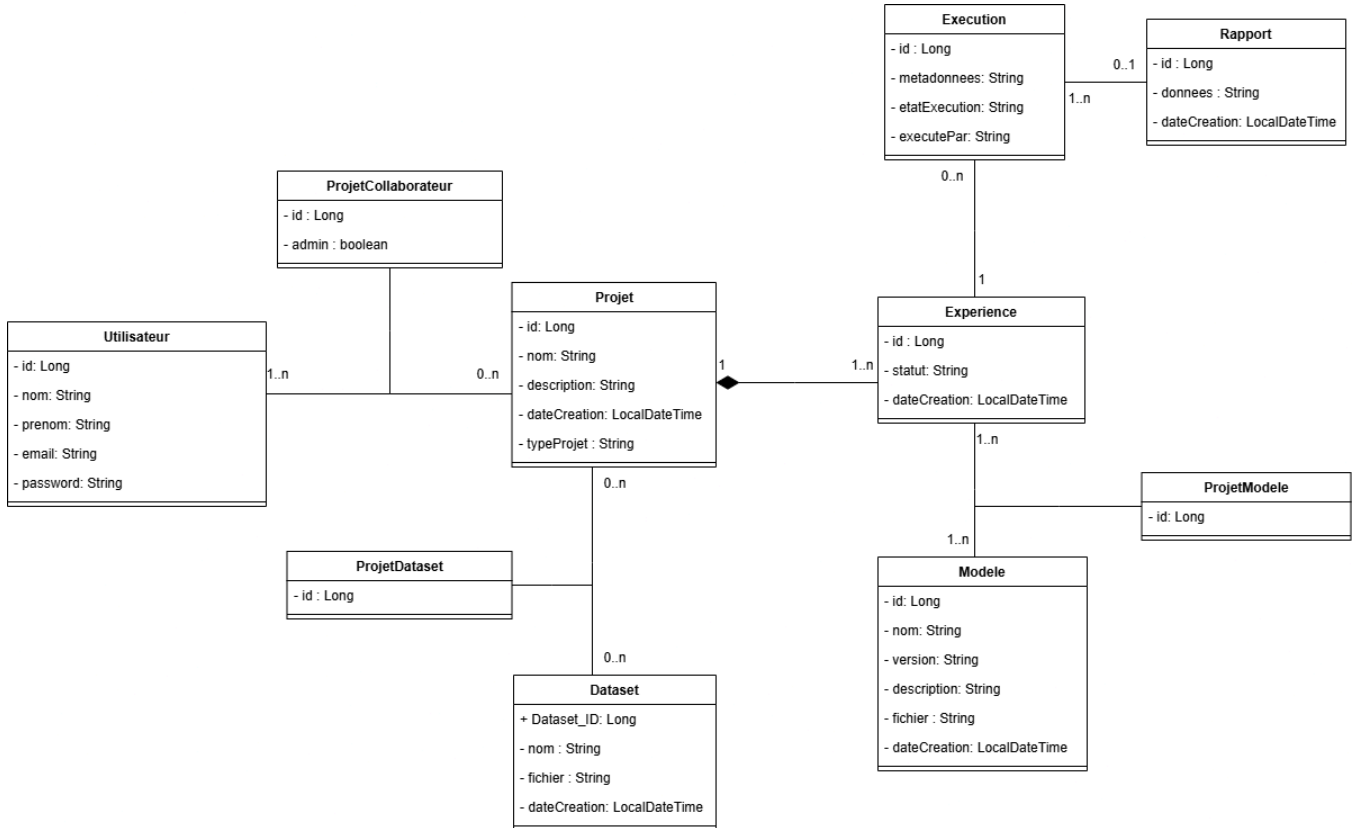 Execution
- id : Long
- metadonnees: String
- etatExecution: String
- executePar: String
Rapport
- id : Long
- donnees : String
- dateCreation: LocalDateTime
0..1
1..n
0..n
1
ProjetCollaborateur
- id : Long
- admin : boolean
Utilisateur
- id: Long
- nom: String
- prenom: String
- email: String
- password: String
1..n
0..n
Projet
- id: Long
- nom: String
- description: String
- dateCreation: LocalDateTime
- typeProjet : String
1
1..n
Experience
- id : Long
- statut: String
- dateCreation: LocalDateTime
1..n
0..n
ProjetModele
- id: Long
ProjetDataset
- id : Long
1..n
Modele
- id: Long
- nom: String
- version: String
- description: String
- fichier : String
- dateCreation: LocalDateTime
0..n
Dataset
+ Dataset_ID: Long
- nom : String
- fichier : String
- dateCreation: LocalDateTime